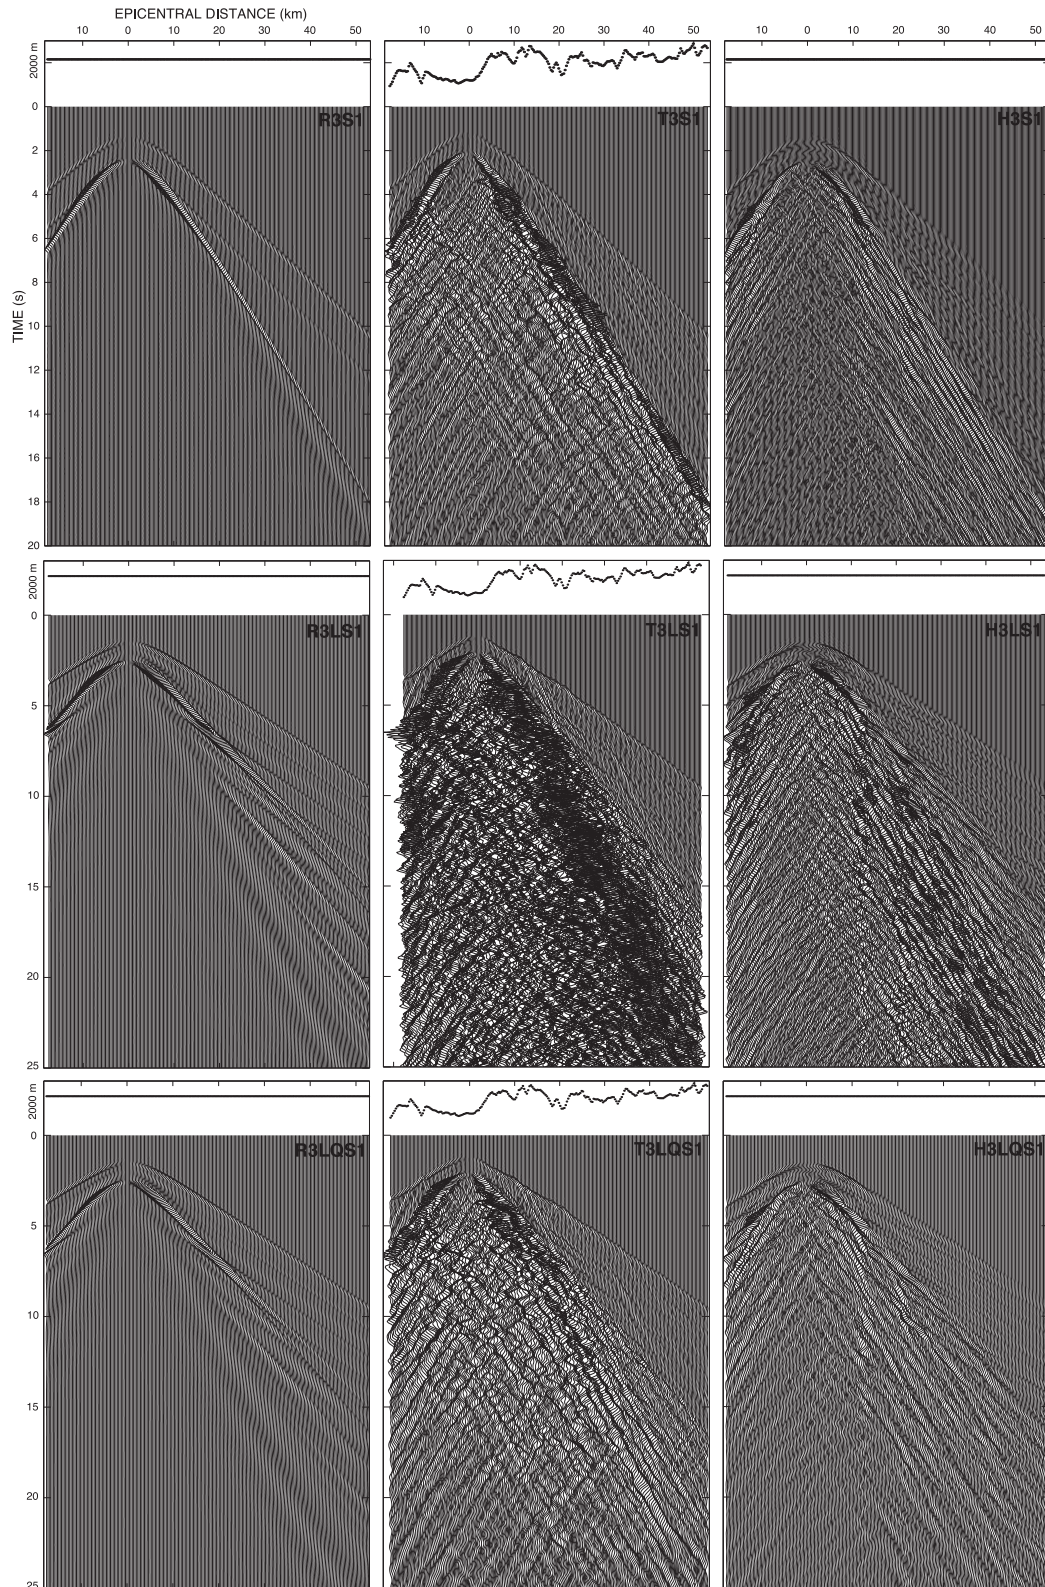 EPICENTRAL DISTANCE (km)
10 0 10 20 30 40 50
10 0 10 20 30 40 50
10 0 10 20 30 40 50
2000 m
R3S1
T3S1
H3S1
TIME (s)
0
2
4
6
8
10
12
14
16
18
20
2000 m
R3LS1
T3LS1
H3LS1
0
5
10
15
20
25
2000 m
R3LQS1
T3LQS1
H3LQS1
0
5
10
15
20
25